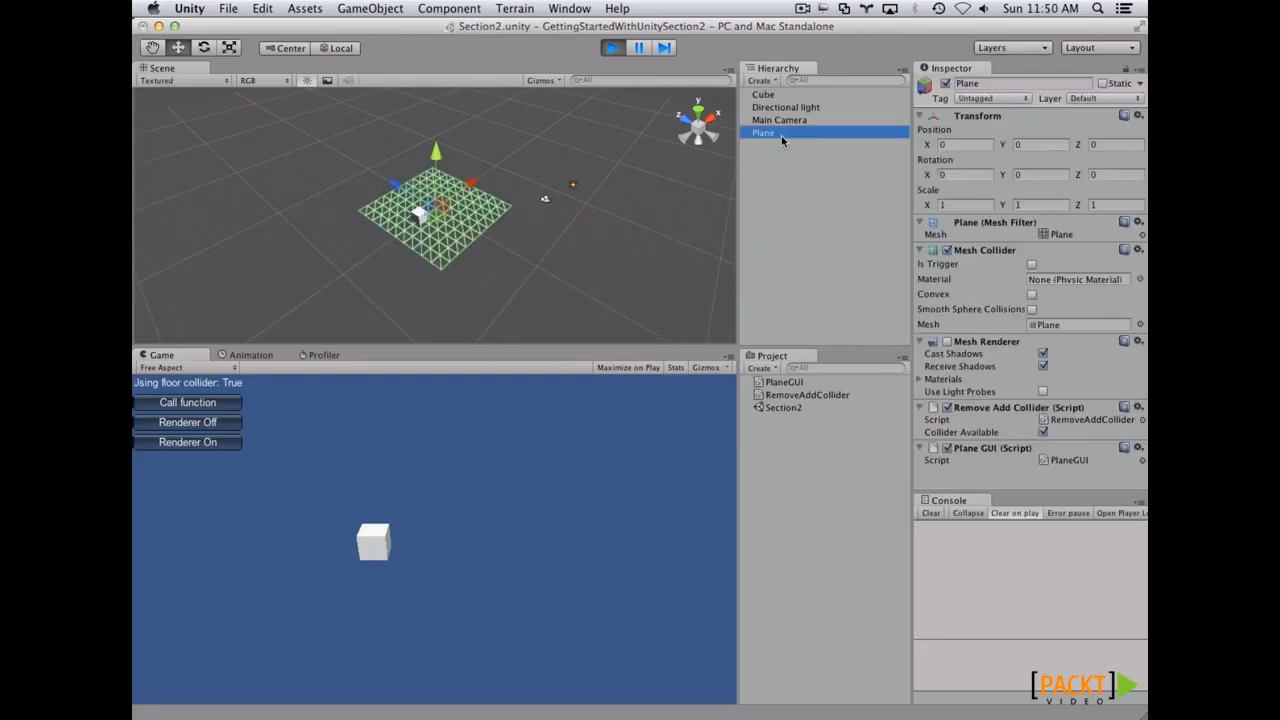 Unity File Edit Assets GameObject Component Terrain Window Help Sun 11:50 AM
Section2.unity – GettingStartedWithUnitySection2 – PC and Mac Standalone
Center Local Layers Layout
Scene
Textured RGB Gizmos All
y
z x
Hierarchy
Create All
Cube
Directional light
Main Camera
Plane
Game Animation Profiler
Free Aspect Maximize on Play Stats Gizmos
Using floor collider: True
Call function
Renderer Off
Renderer On
Project
Create All
PlaneGUI
RemoveAddCollider
Section2
Inspector
Plane Static
Tag Untagged Layer Default
Transform
Position
X 0 Y 0 Z 0
Rotation
X 0 Y 0 Z 0
Scale
X 1 Y 1 Z 1
Plane (Mesh Filter)
Mesh Plane
Mesh Collider
Is Trigger
Material None (Physic Material)
Convex
Smooth Sphere Collisions
Mesh Plane
Mesh Renderer
Cast Shadows
Receive Shadows
Materials
Use Light Probes
Remove Add Collider (Script)
Script RemoveAddCollider
Collider Available
Plane GUI (Script)
Script PlaneGUI
Console
Clear Collapse Clear on play Error pause Open Player L
[PACKT]
VIDEO